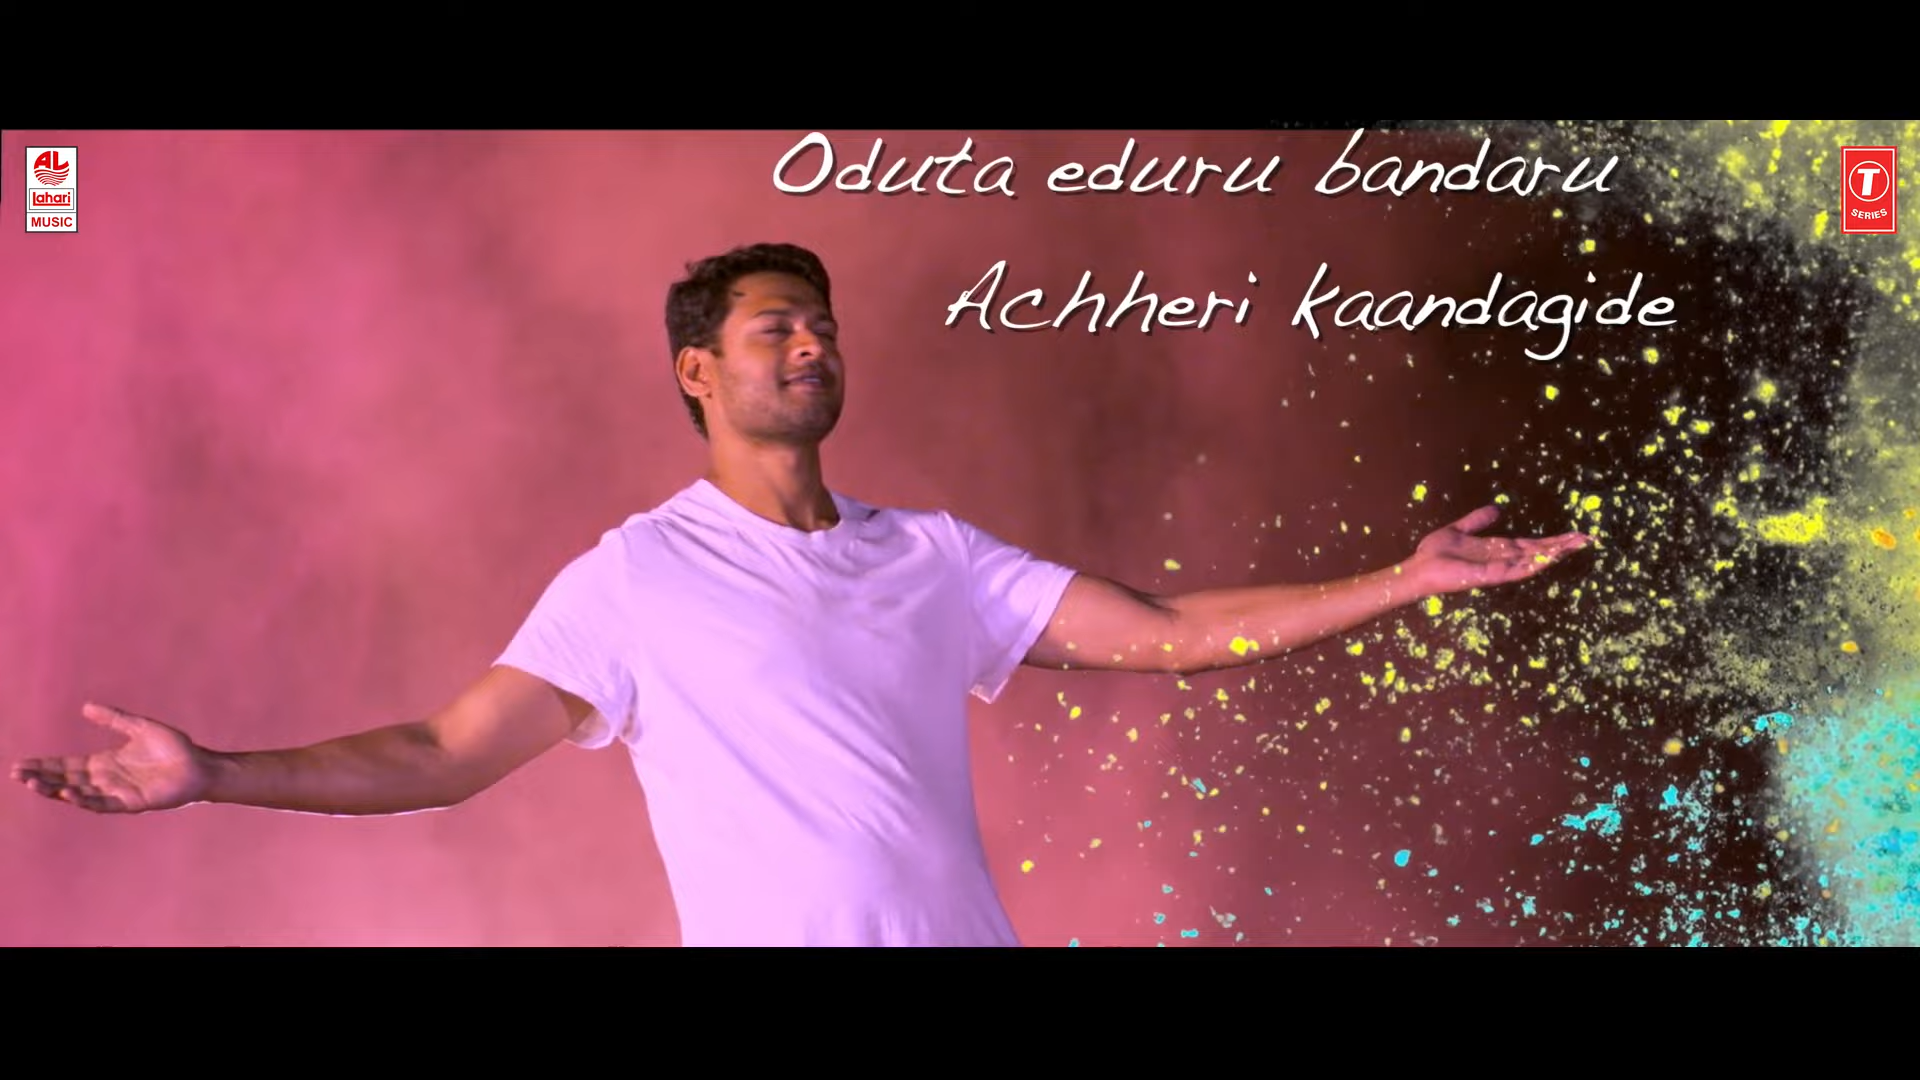 Oduta eduru bandaru
Achheri kaandagide
AL
Lahari
MUSIC
T
SERIES